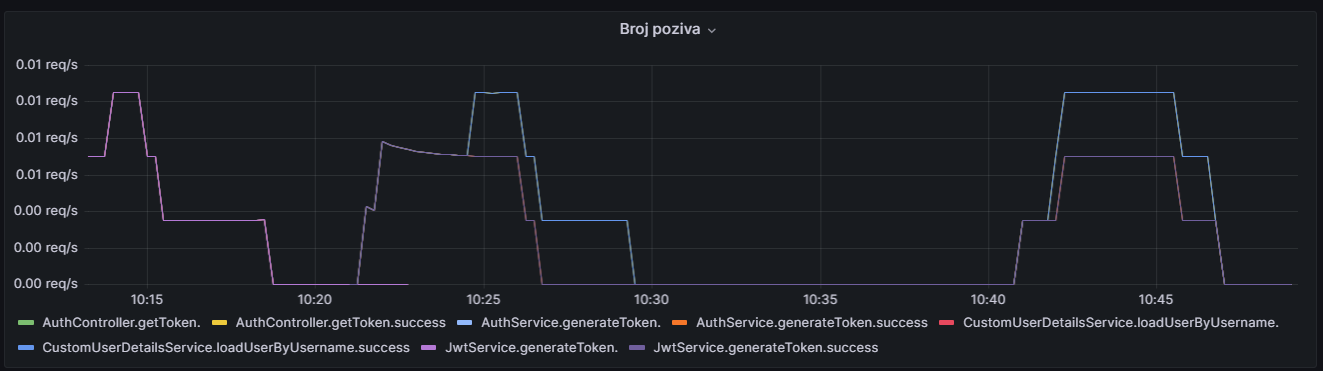 Broj poziva
0.01 req/s
0.01 req/s
0.01 req/s
0.01 req/s
0.00 req/s
0.00 req/s
0.00 req/s
10:15 10:20 10:25 10:30 10:35 10:40 10:45
AuthController.getToken. AuthController.getToken.success AuthService.generateToken. AuthService.generateToken.success CustomUserDetailsService.loadUserByUsername.
CustomUserDetailsService.loadUserByUsername.success JwtService.generateToken. JwtService.generateToken.success